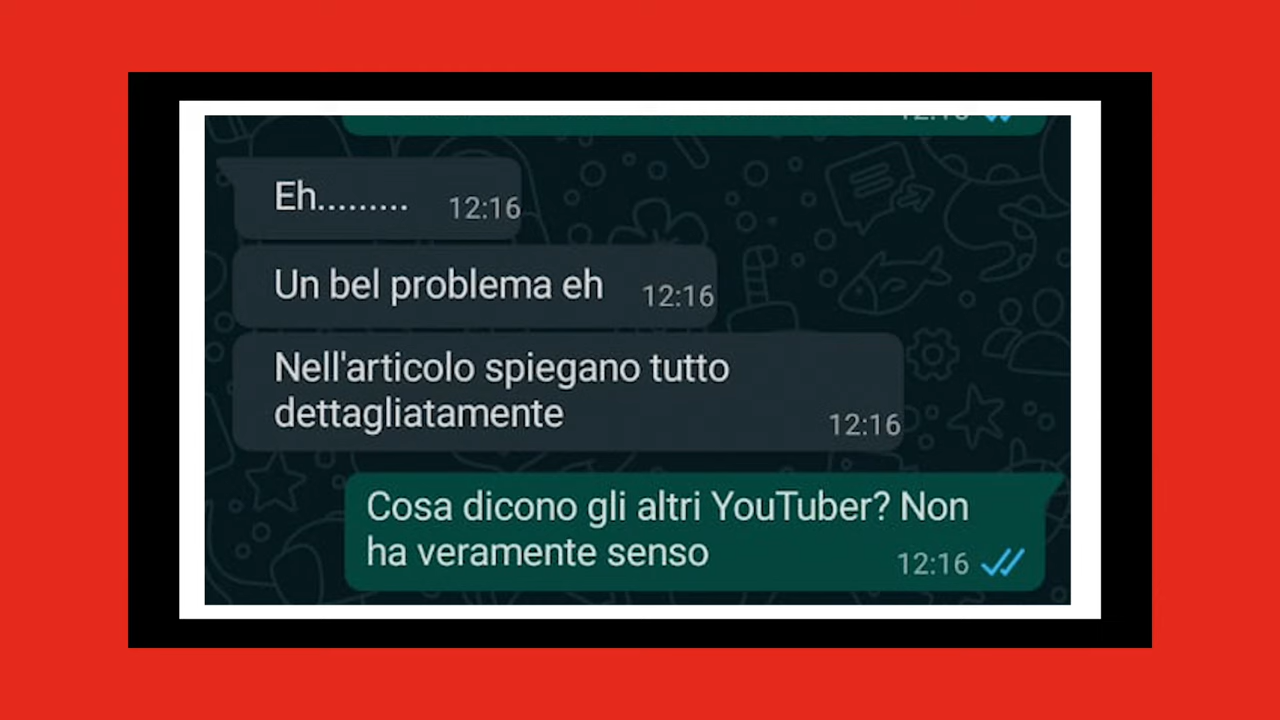 Eh......... 12:16
Un bel problema eh 12:16
Nell'articolo spiegano tutto
dettagliatamente 12:16
Cosa dicono gli altri YouTuber? Non
ha veramente senso 12:16